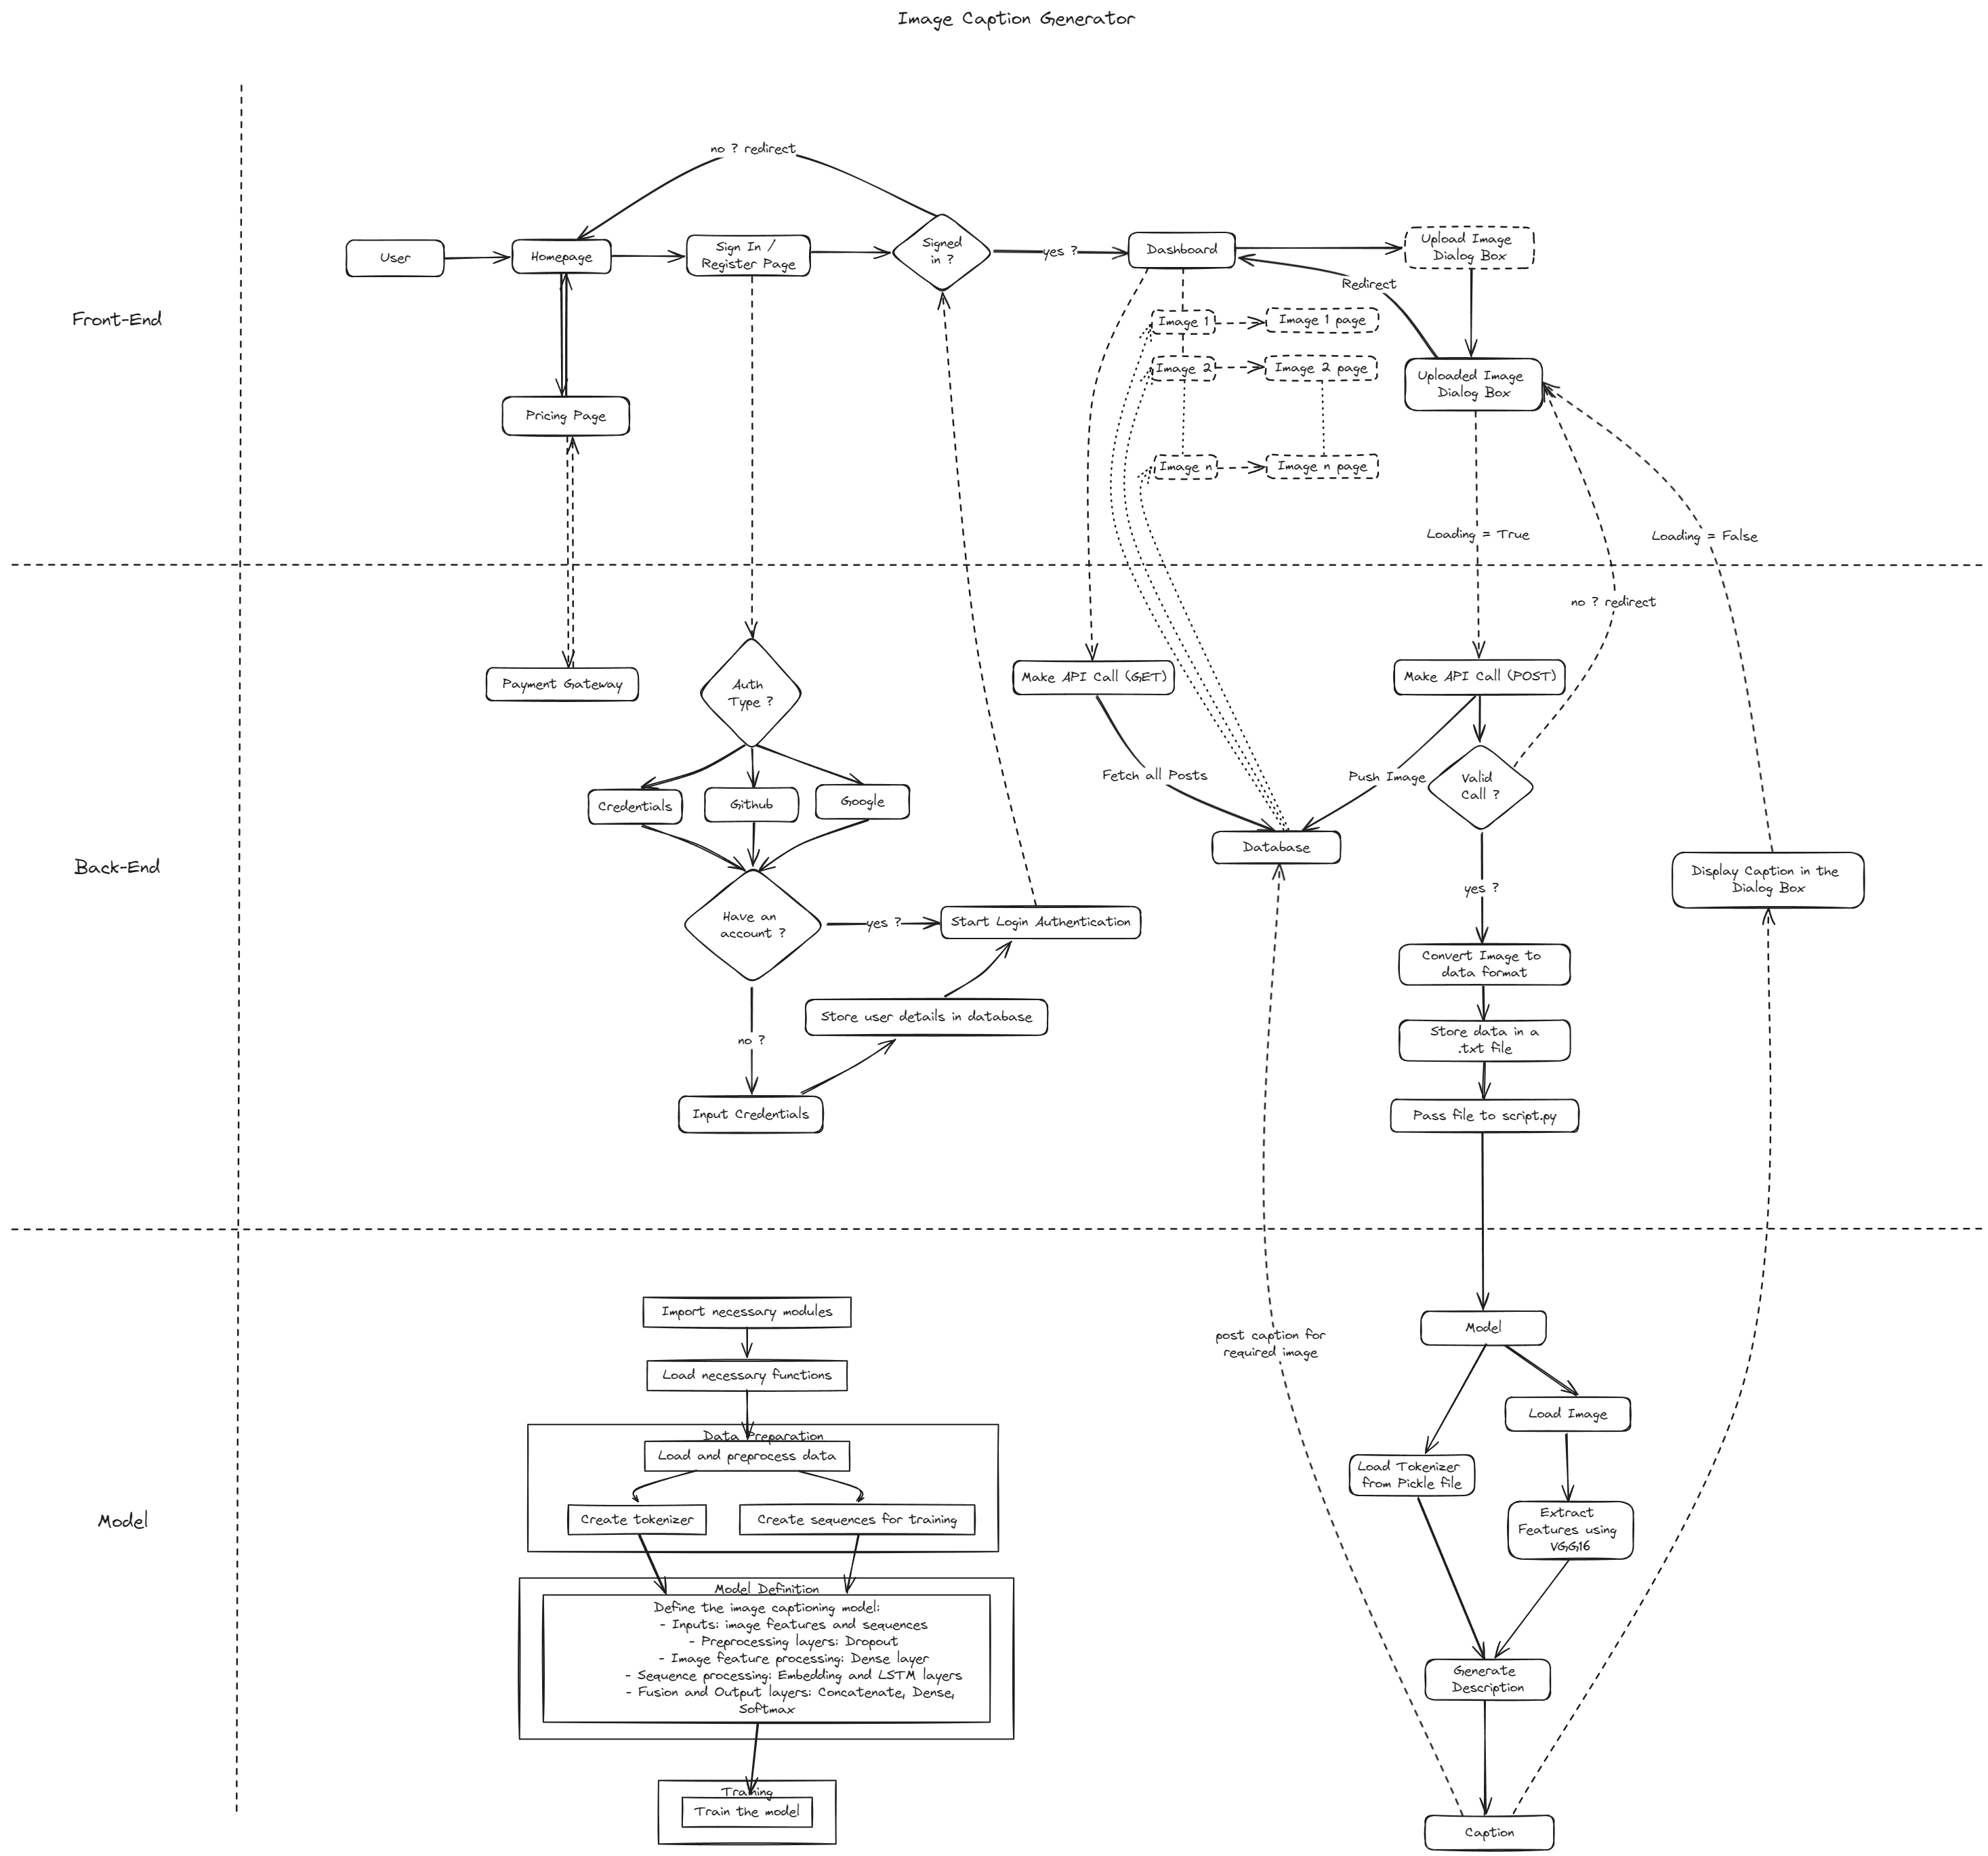 Image Caption Generator
no ? redirect
User
Homepage
Sign In /
Register Page
Signed
in ?
yes ?
Dashboard
Upload Image
Dialog Box
Redirect
Front-End
Image 1
Image 1 page
Image 2
Image 2 page
Uploaded Image
Dialog Box
Pricing Page
Image n
Image n page
Loading = True
Loading = False
no ? redirect
Payment Gateway
Auth
Type ?
Make API Call (GET)
Make API Call (POST)
Credentials
Github
Google
Fetch all Posts
Push Image
Valid
Call ?
Database
Back-End
Display Caption in the
Dialog Box
yes ?
Have an
account ?
yes ?
Start Login Authentication
Convert Image to
data format
Store user details in database
no ?
Store data in a
.txt file
Input Credentials
Pass file to script.py
Import necessary modules
Model
post caption for
required image
Load necessary functions
Load Image
Data Preparation
Load and preprocess data
Load Tokenizer
from Pickle file
Model
Create tokenizer
Create sequences for training
Extract
Features using
VGG16
Model Definition
Define the image captioning model:
- Inputs: image features and sequences
- Preprocessing layers: Dropout
- Image feature processing: Dense layer
- Sequence processing: Embedding and LSTM layers
- Fusion and Output layers: Concatenate, Dense,
Softmax
Generate
Description
Training
Train the model
Caption